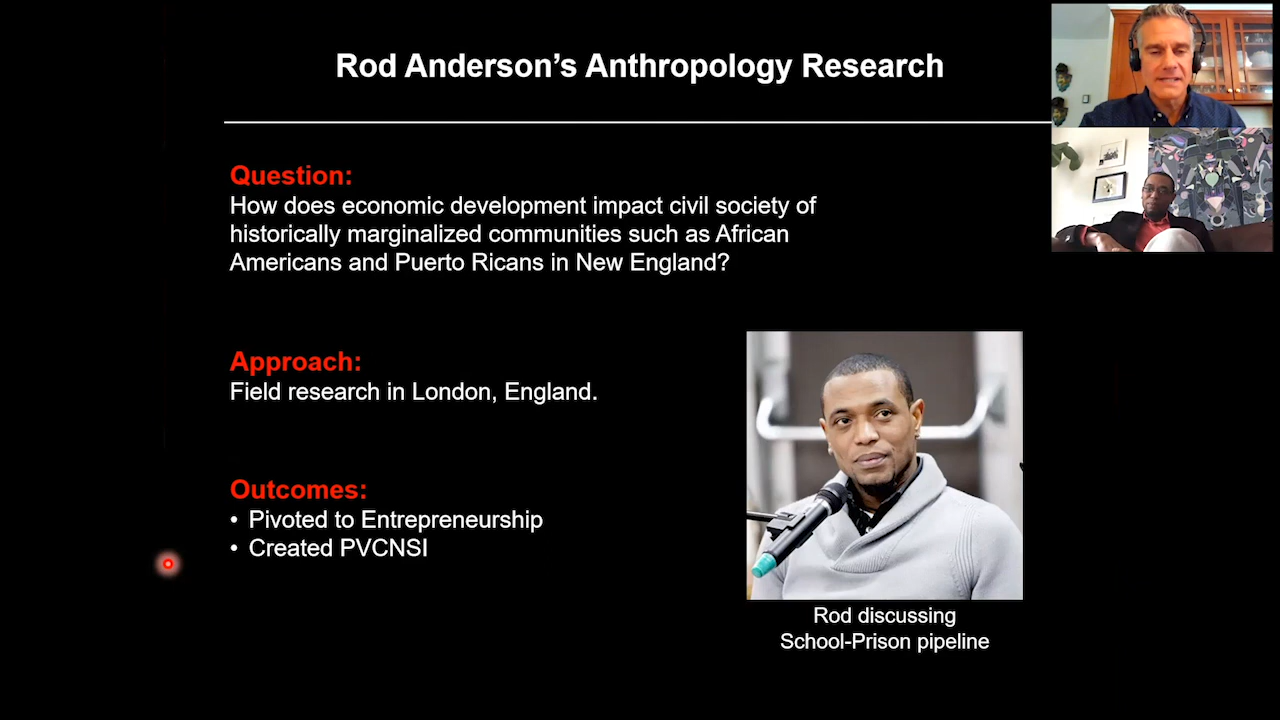 Rod Anderson’s Anthropology Research
Question:
How does economic development impact civil society of
historically marginalized communities such as African
Americans and Puerto Ricans in New England?
Approach:
Field research in London, England.
Outcomes:
• Pivoted to Entrepreneurship
• Created PVCNSI
Rod discussing
School-Prison pipeline